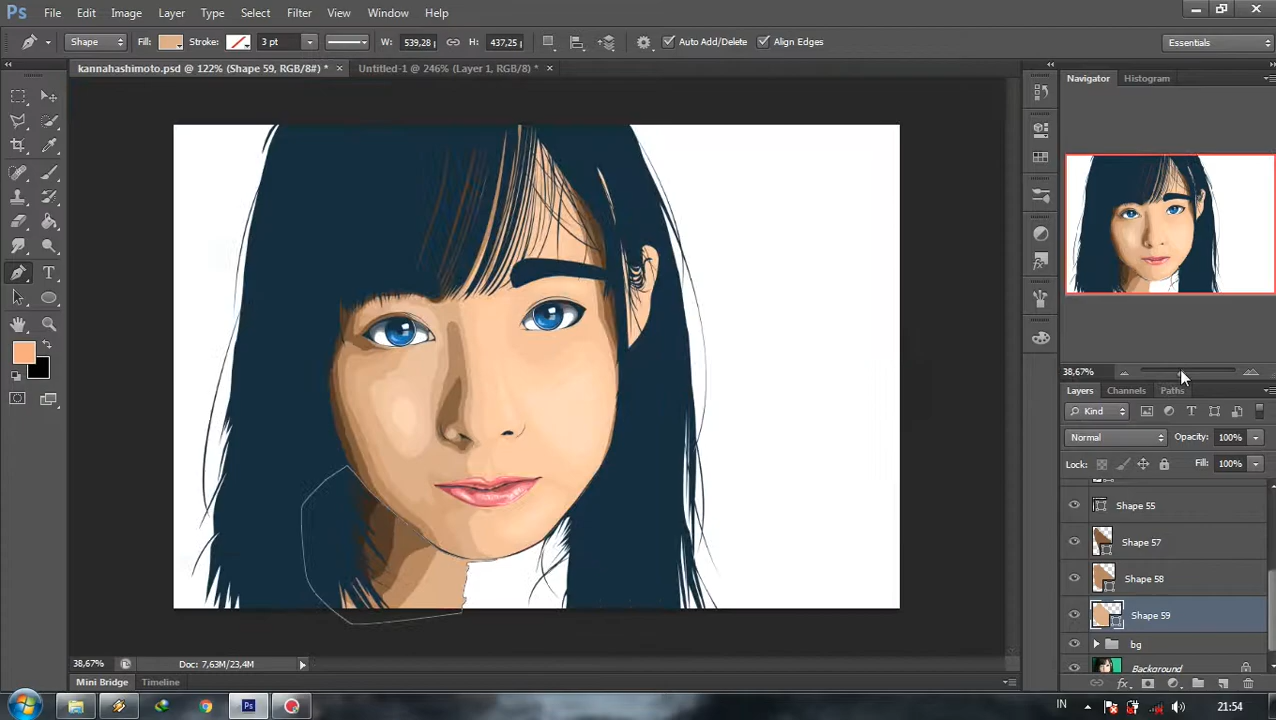 Ps File Edit Image Layer Type Select Filter View Window Help
Shape Fill: Stroke: 3 pt W: 539,28 H: 437,25 Auto Add/Delete Align Edges Essentials
kannahashimoto.psd @ 122% (Shape 59, RGB/8#) * × Untitled-1 @ 246% (Layer 1, RGB/8) * ×
Navigator Histogram
38,67%
Layers Channels Paths
Kind
Normal Opacity: 100%
Lock: Fill: 100%
Shape 55
Shape 57
Shape 58
Shape 59
bg
Background
38,67% Doc: 7,63M/23,4M
Mini Bridge Timeline
Ps IN 21:54